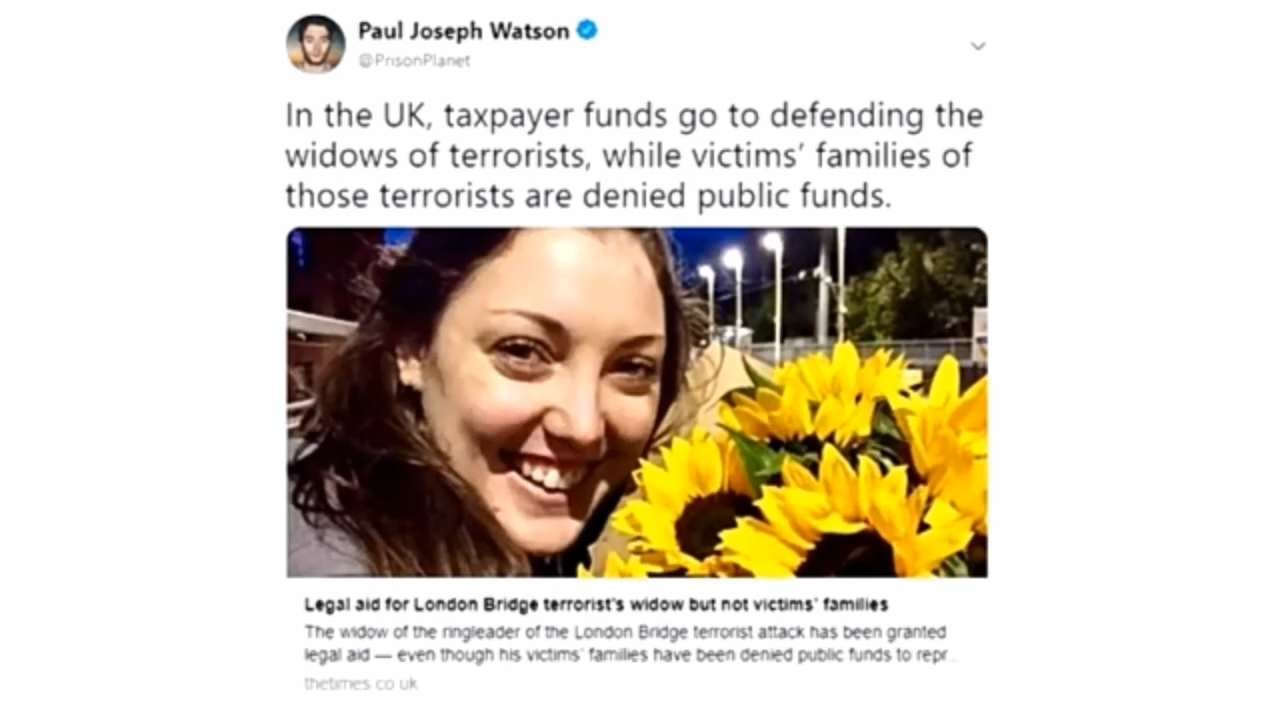 Paul Joseph Watson
@PrisonPlanet
In the UK, taxpayer funds go to defending the
widows of terrorists, while victims' families of
those terrorists are denied public funds.
Legal aid for London Bridge terrorist's widow but not victims' families
The widow of the ringleader of the London Bridge terrorist attack has been granted
legal aid — even though his victims' families have been denied public funds to repr...
thetimes.co.uk